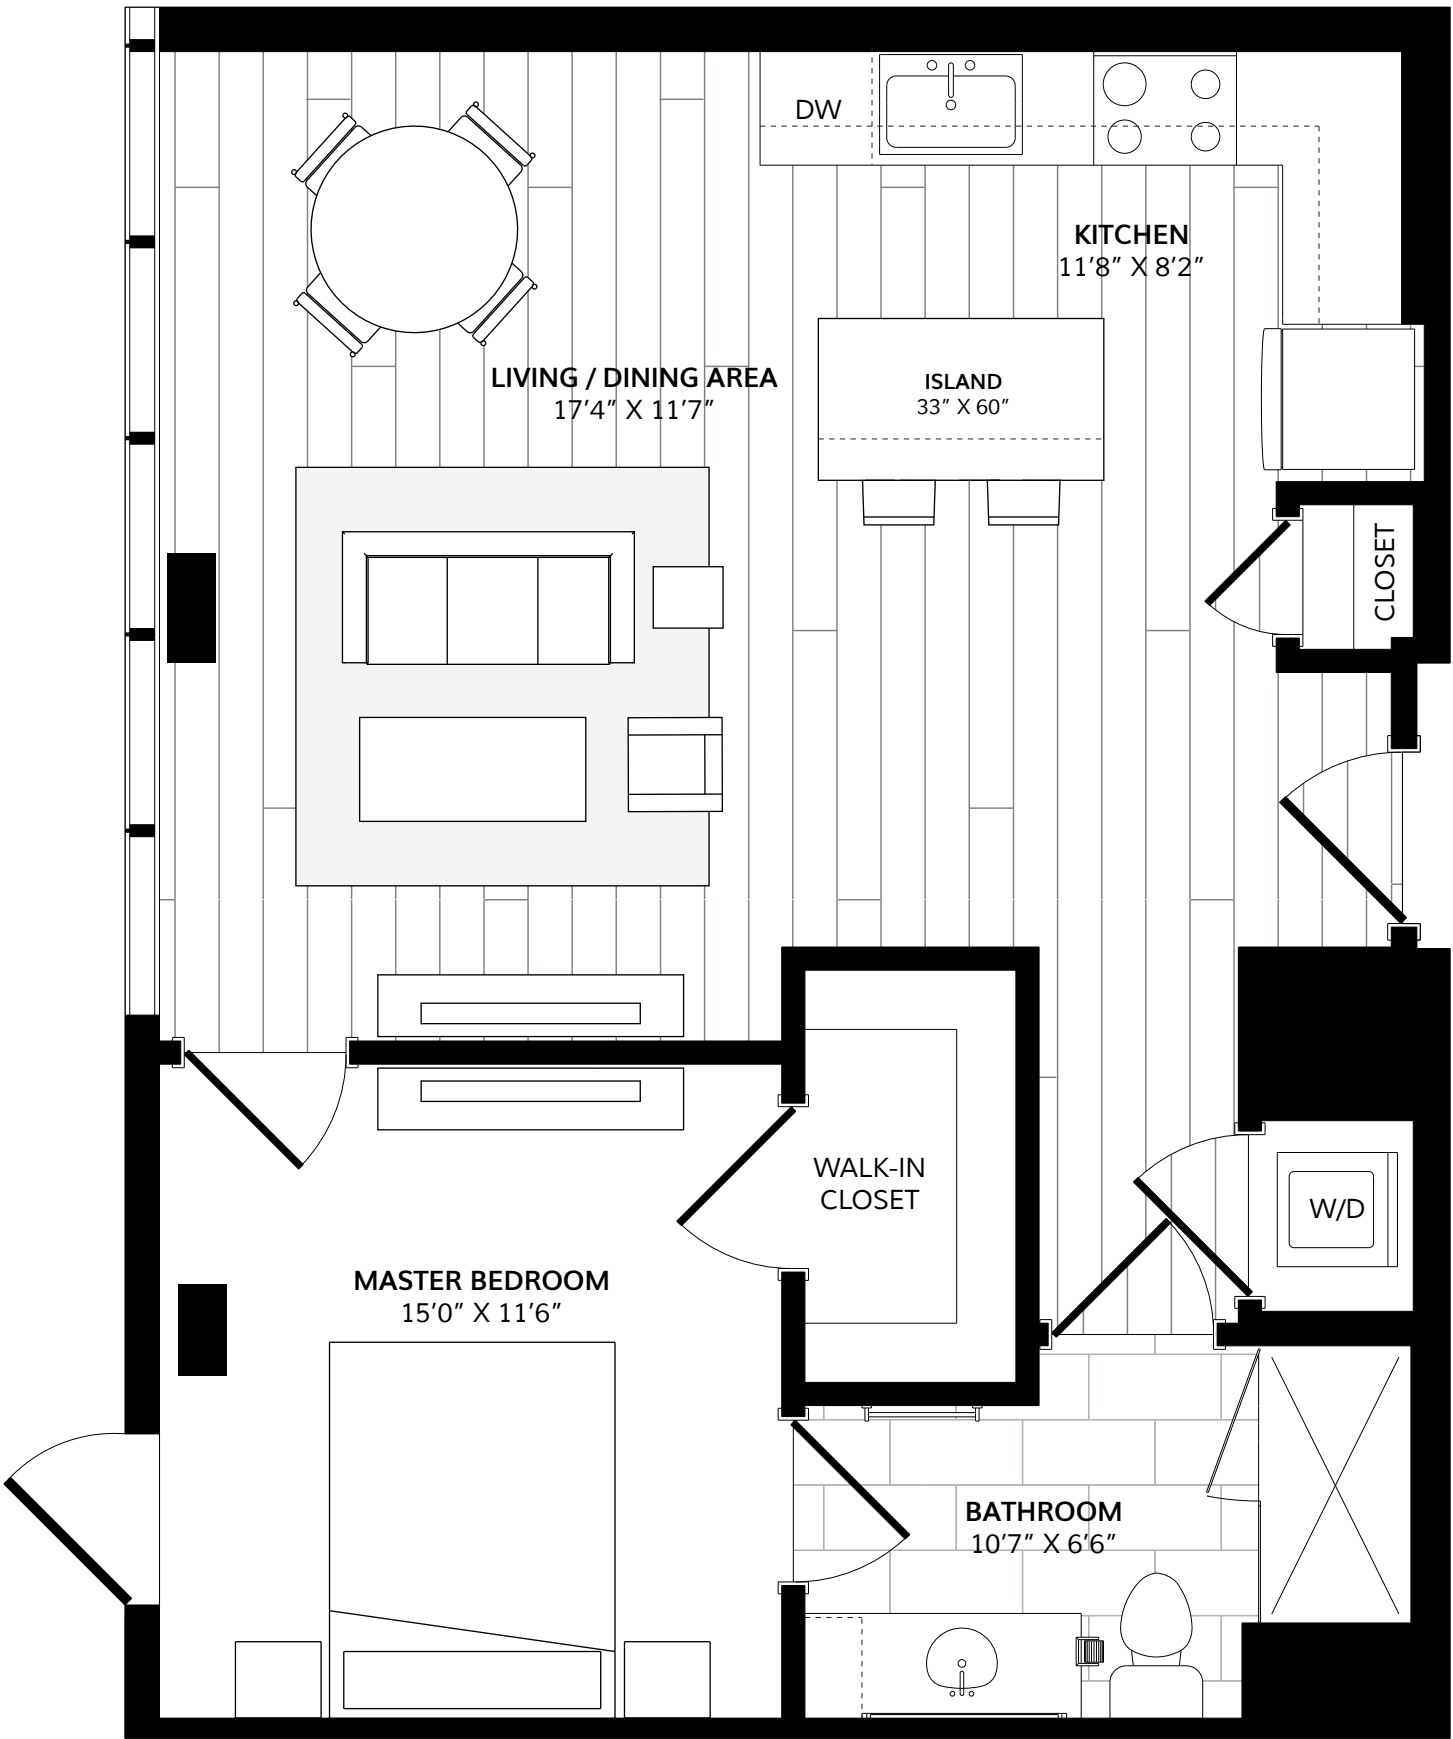 DW
KITCHEN
11’8” X 8’2”
LIVING / DINING AREA
17’4” X 11’7”
ISLAND
33” X 60”
CLOSET
WALK-IN
CLOSET
W/D
MASTER BEDROOM
15’0” X 11’6”
BATHROOM
10’7” X 6’6”